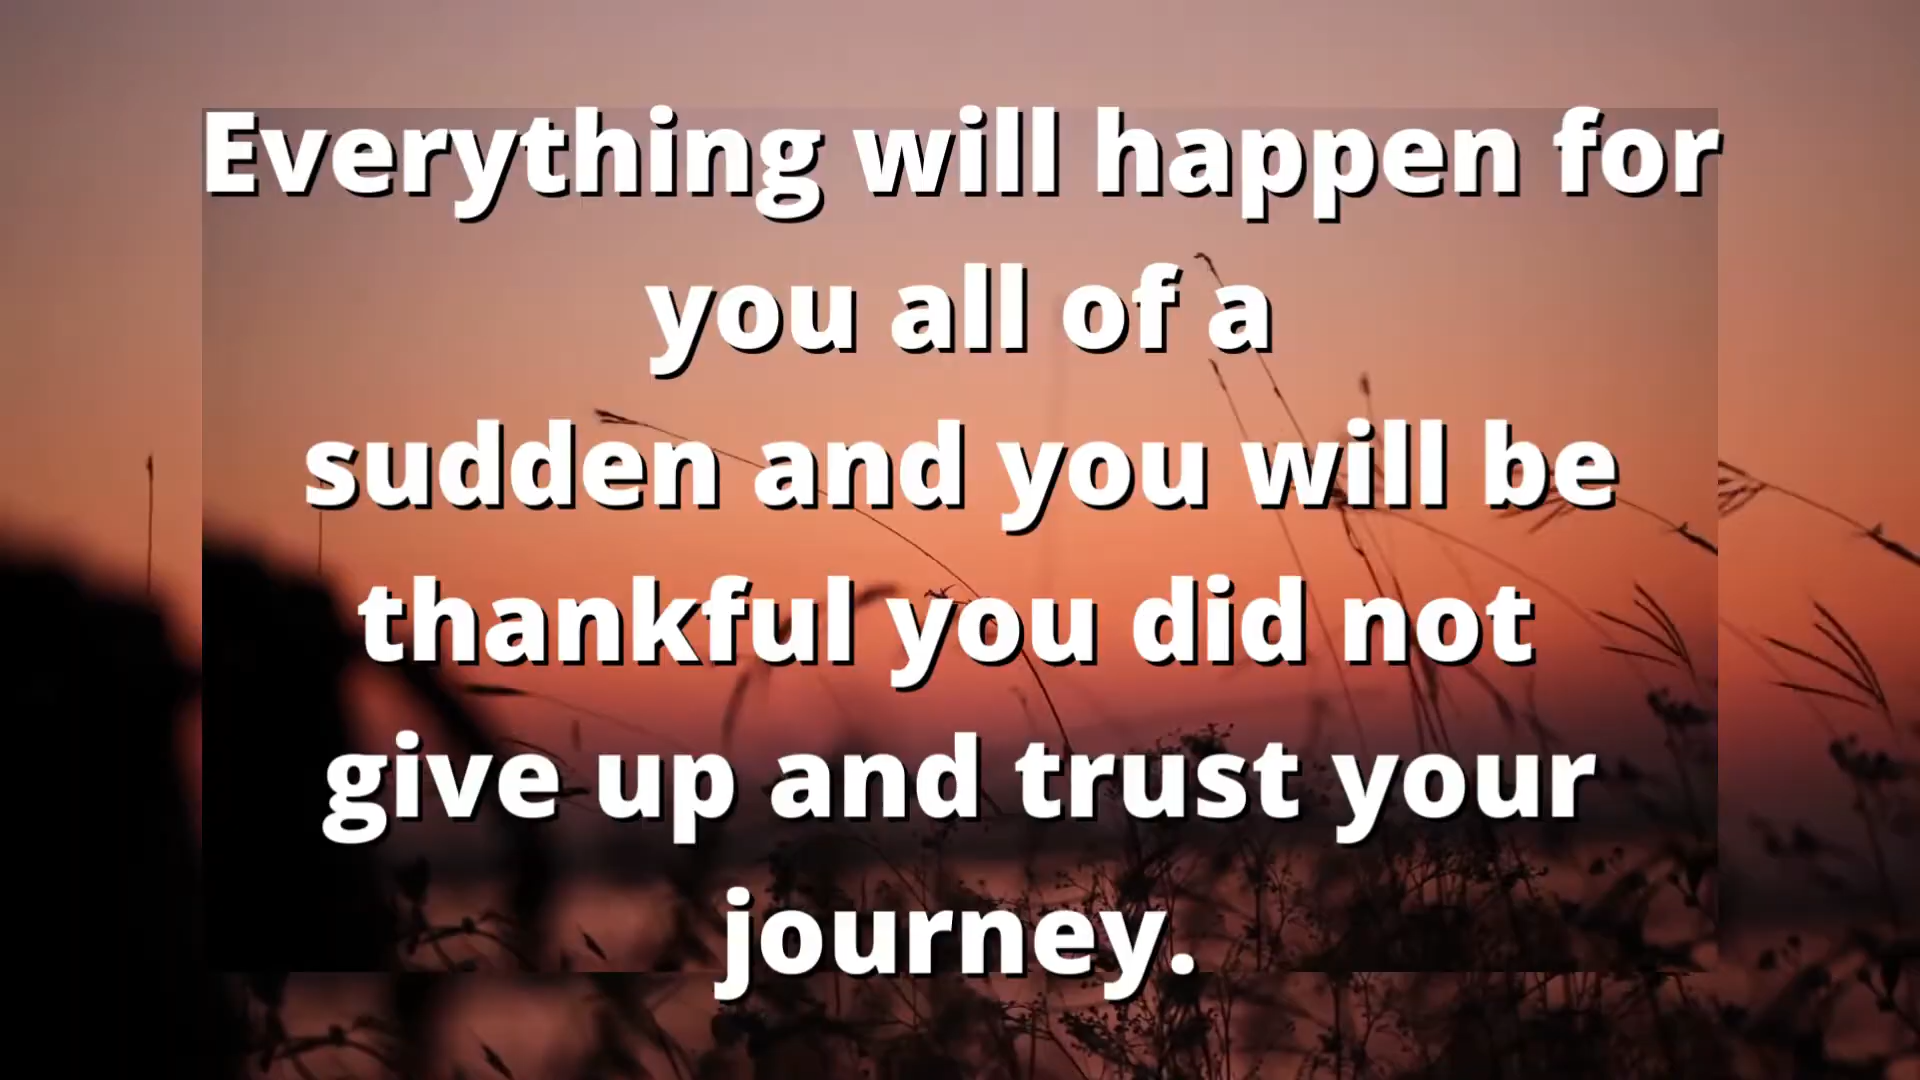 Everything will happen for
you all of a
sudden and you will be
thankful you did not
give up and trust your
journey.